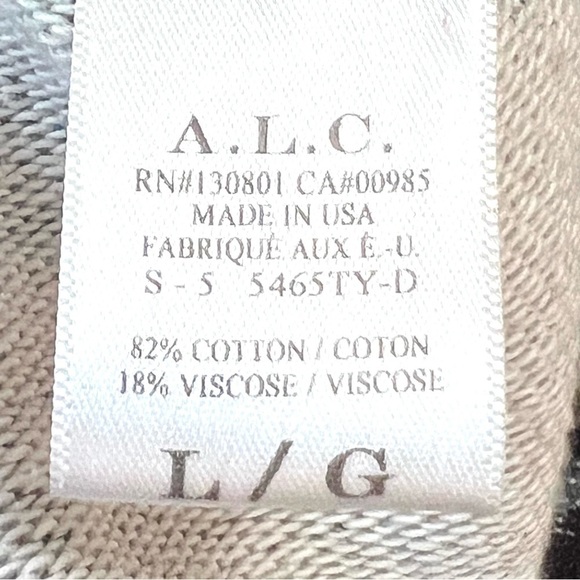 A.L.C.
RN#130801 CA#00985
MADE IN USA
FABRIQUÉ AUX É.-U.
S - 5 5465TY-D
82% COTTON / COTON
18% VISCOSE / VISCOSE
L / G